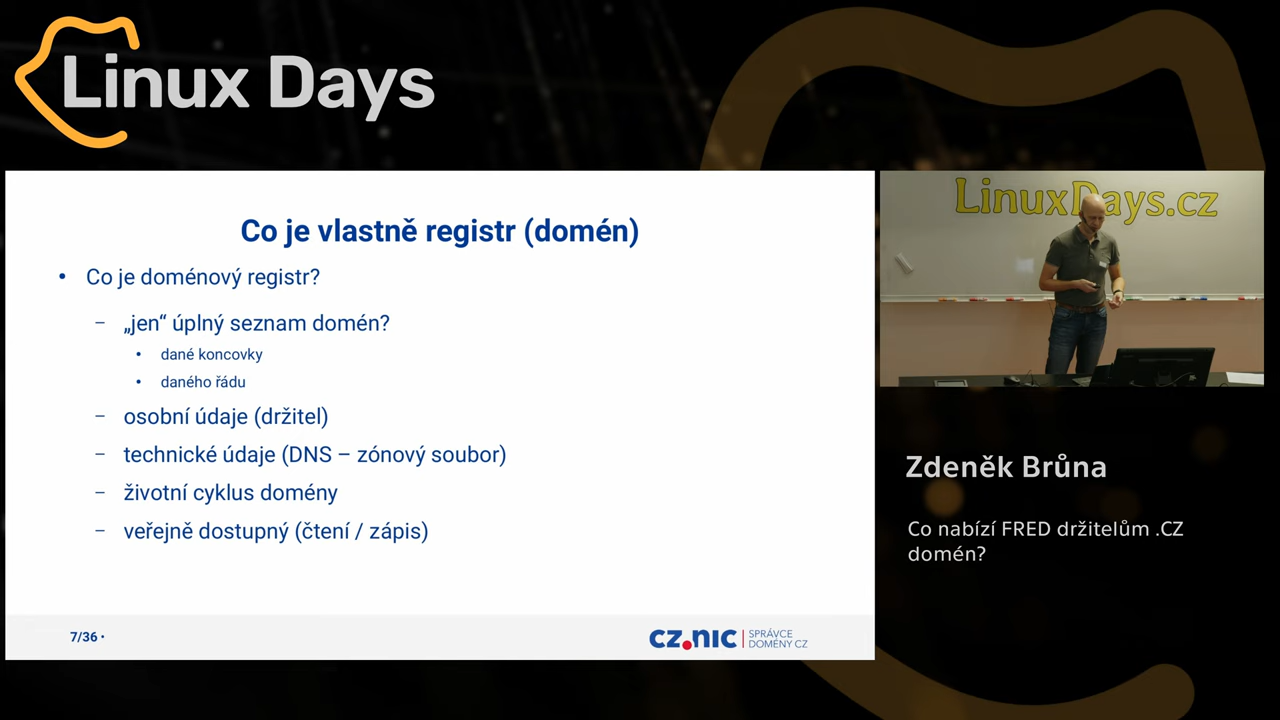 Linux Days
Co je vlastně registr (domén)
• Co je doménový registr?
– „jen“ úplný seznam domén?
• dané koncovky
• daného řádu
– osobní údaje (držitel)
– technické údaje (DNS – zónový soubor)
– životní cyklus domény
– veřejně dostupný (čtení / zápis)
7/36 •
CZ.NIC
SPRÁVCE
DOMÉNY CZ
LinuxDays.cz
Zdeněk Brůna
Co nabízí FRED držitelům .CZ
domén?